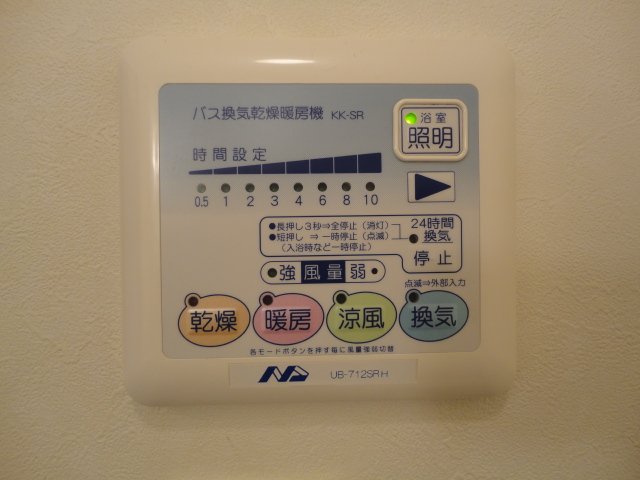 バス換気乾燥暖房機 KK-SR
浴室
照明
時間設定
0.5 1 2 3 4 6 8 10
●長押し3秒⇒全停止（消灯）
●短押し ⇒一時停止（点滅）
（入浴時など一時停止）
24時間
換気
停止
強 風量 弱
点滅⇒外部入力
乾燥 暖房 涼風 換気
各モードボタンを押す毎に風量強弱切替
UB-712SRiH